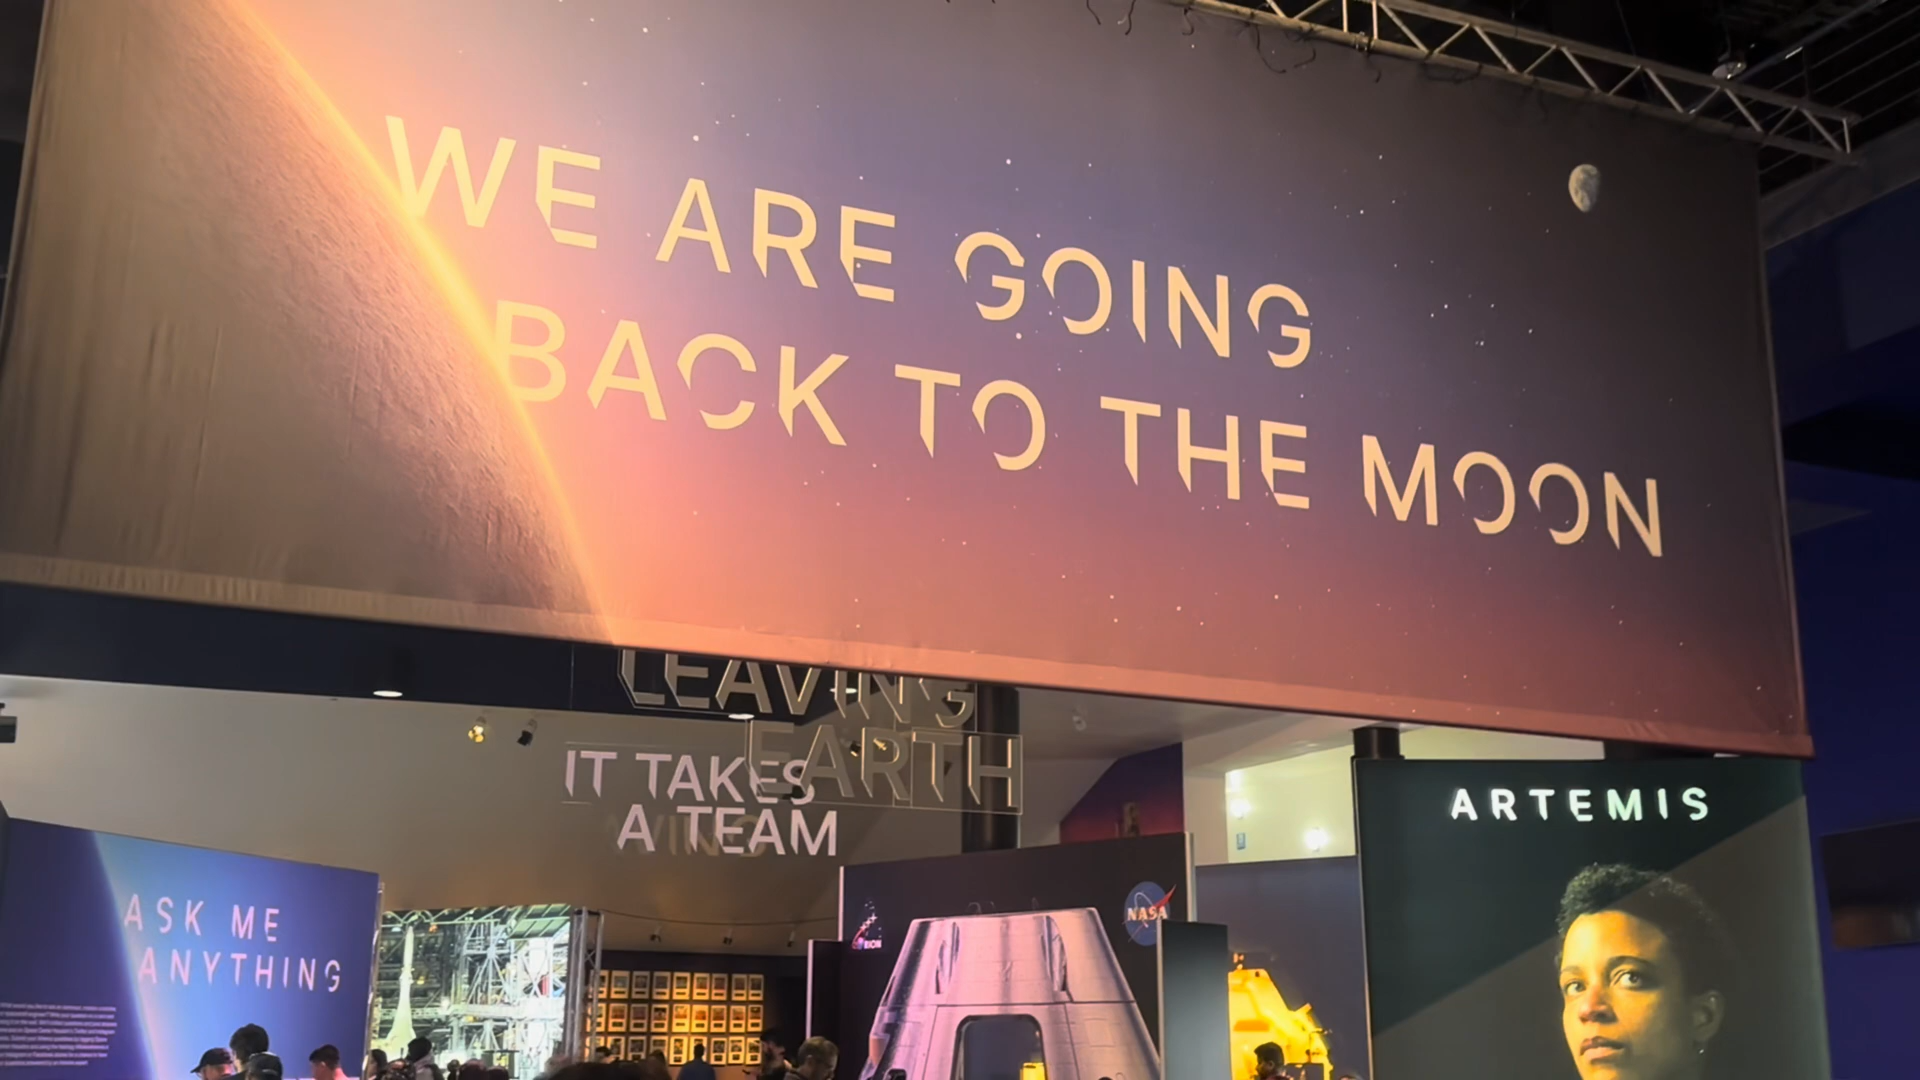 WE ARE GOING
BACK TO THE MOON
LEAVING
EARTH
IT TAKES
A TEAM
ARTEMIS
ASK ME
ANYTHING
NASA